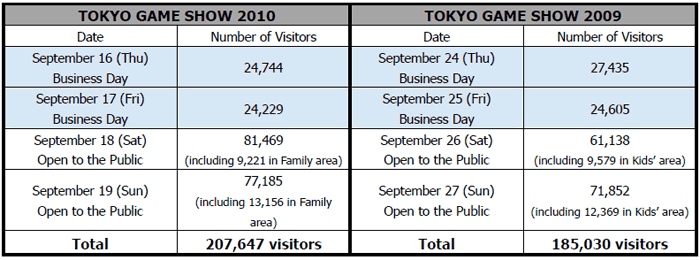 TOKYO GAME SHOW 2010 TOKYO GAME SHOW 2009
Date Number of Visitors Date Number of Visitors
September 16 (Thu)
Business Day
24,744
September 24 (Thu)
Business Day
27,435
September 17 (Fri)
Business Day
24,229
September 25 (Fri)
Business Day
24,605
September 18 (Sat)
Open to the Public
81,469
(including 9,221 in Family area)
September 26 (Sat)
Open to the Public
61,138
(including 9,579 in Kids' area)
September 19 (Sun)
Open to the Public
77,185
(including 13,156 in Family
area)
September 27 (Sun)
Open to the Public
71,852
(including 12,369 in Kids' area)
Total 207,647 visitors Total 185,030 visitors